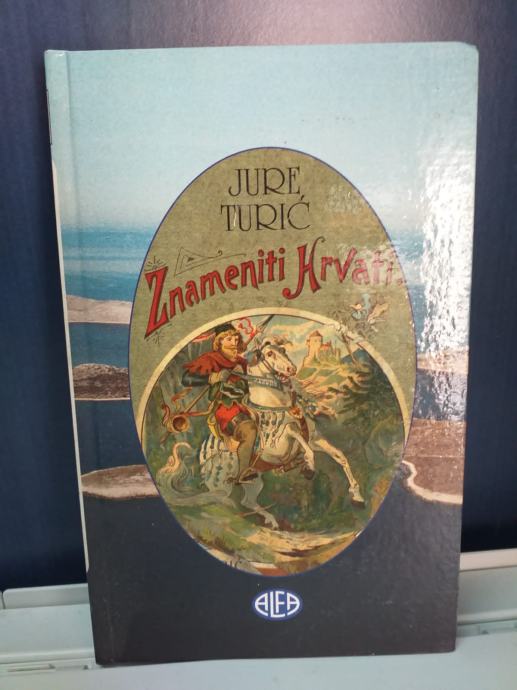 JURE
TURIĆ
Znameniti Hrvati.
ALFA